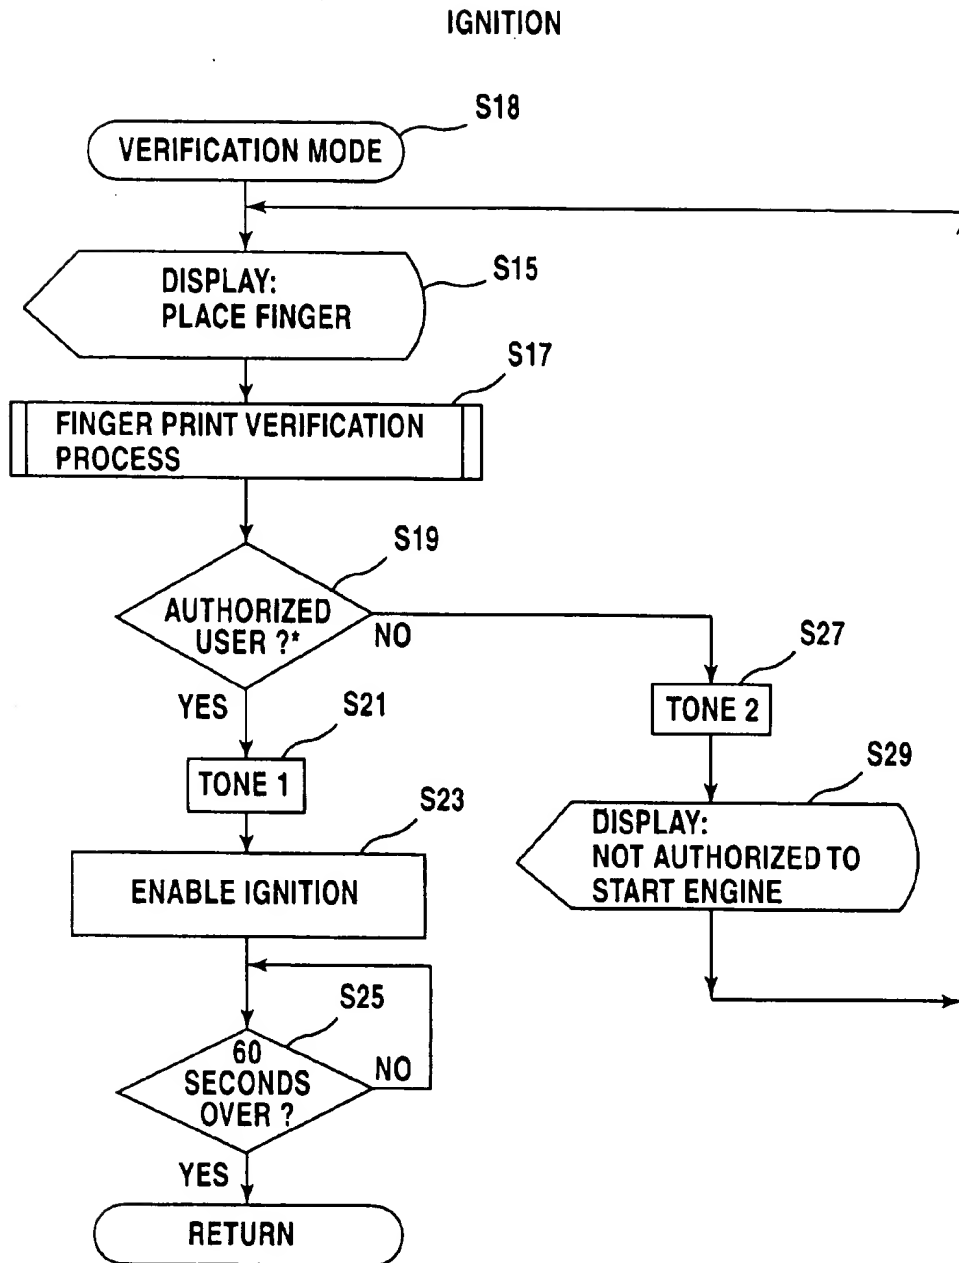 IGNITION
S18
VERIFICATION MODE
S15
DISPLAY:
PLACE FINGER
S17
FINGER PRINT VERIFICATION
PROCESS
S19
AUTHORIZED
USER ?*
NO
YES
S27
TONE 2
S21
TONE 1
S29
DISPLAY:
NOT AUTHORIZED TO
START ENGINE
S23
ENABLE IGNITION
S25
60
SECONDS
OVER ?
NO
YES
RETURN